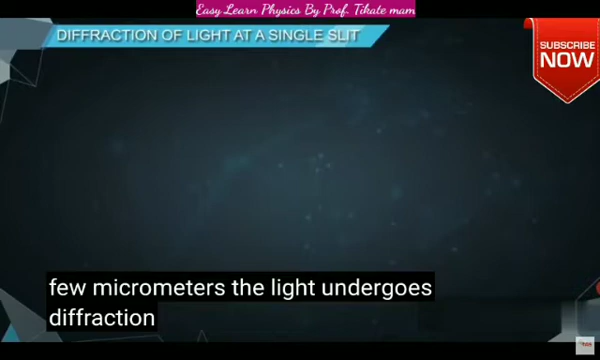 Easy Learn Physics By Prof. Tikate mam
DIFFRACTION OF LIGHT AT A SINGLE SLIT
SUBSCRIBE
NOW
few micrometers the light undergoes
diffraction